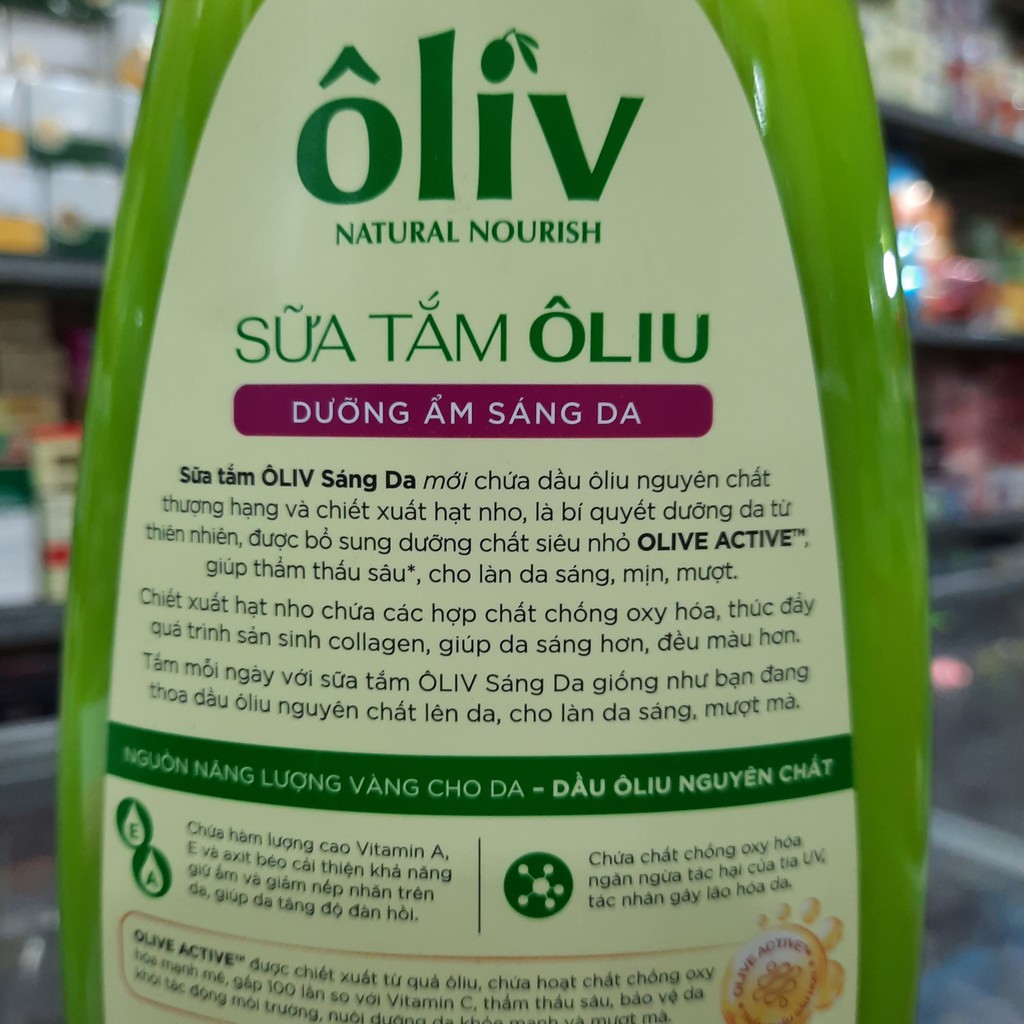 ôliv
NATURAL NOURISH
SỮA TẮM ÔLIU
DƯỠNG ẨM SÁNG DA
Sữa tắm ÔLIV Sáng Da mới chứa dầu ôliu nguyên chất
thượng hạng và chiết xuất hạt nho, là bí quyết dưỡng da từ
thiên nhiên, được bổ sung dưỡng chất siêu nhỏ OLIVE ACTIVE™,
giúp thẩm thấu sâu*, cho làn da sáng, mịn, mượt.
Chiết xuất hạt nho chứa các hợp chất chống oxy hóa, thúc đẩy
quá trình sản sinh collagen, giúp da sáng hơn, đều màu hơn.
Tắm mỗi ngày với sữa tắm ÔLIV Sáng Da giống như bạn đang
thoa dầu ôliu nguyên chất lên da, cho làn da sáng, mượt mà.
NGUỒN NĂNG LƯỢNG VÀNG CHO DA – DẦU ÔLIU NGUYÊN CHẤT
E
A
Chứa hàm lượng cao Vitamin A,
E và axit béo cải thiện khả năng
giữ ẩm và giảm nếp nhăn trên
da, giúp da tăng độ đàn hồi.
Chứa chất chống oxy hóa
ngăn ngừa tác hại của tia UV,
tác nhân gây lão hóa da.
OLIVE ACTIVE™ được chiết xuất từ quả ôliu, chứa hoạt chất chống oxy
hóa mạnh mẽ, gấp 100 lần so với Vitamin C, thẩm thấu sâu, bảo vệ da
khỏi tác động môi trường, nuôi dưỡng da khỏe mạnh và mượt mà.
OLIVE ACTIVE™